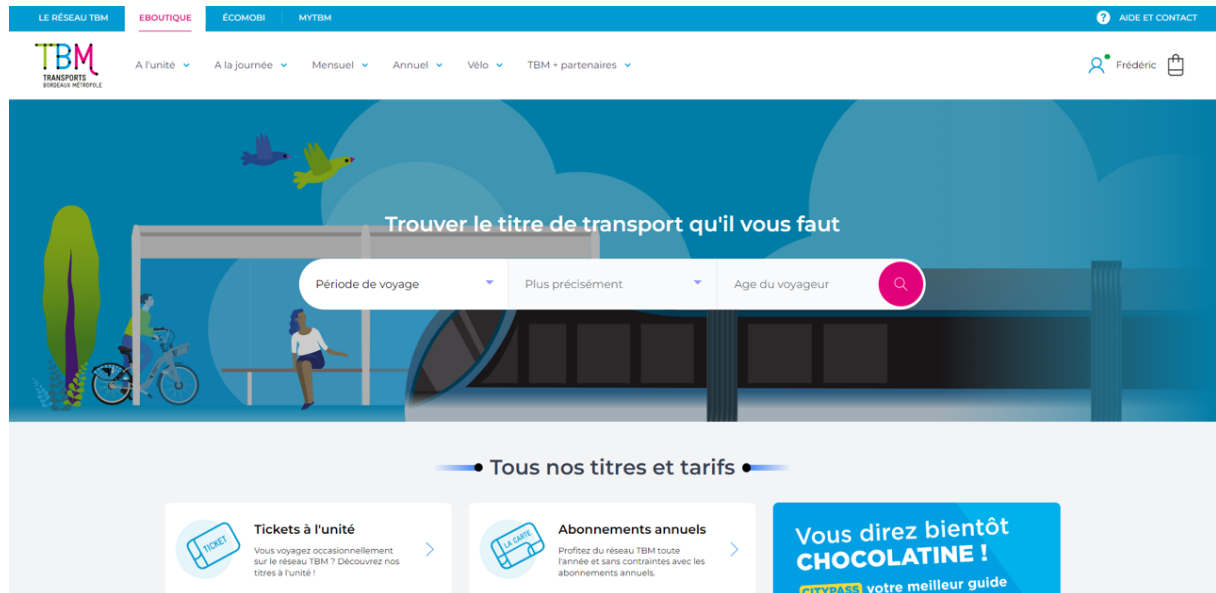 LE RÉSEAU TBM
EBOUTIQUE
ÉCOMOBI
MYTBM
? AIDE ET CONTACT
TBM
TRANSPORTS
BORDEAUX MÉTROPOLE
A l'unité
A la journée
Mensuel
Annuel
Vélo
TBM + partenaires
Frédéric
Trouver le titre de transport qu'il vous faut
Période de voyage
Plus précisément
Age du voyageur
Tous nos titres et tarifs
TICKET
Tickets à l'unité
Vous voyagez occasionnellement
sur le réseau TBM ? Découvrez nos
titres à l'unité !
LA CARTE
Abonnements annuels
Profitez du réseau TBM toute
l'année et sans contraintes avec les
abonnements annuels.
Vous direz bientôt
CHOCOLATINE !
CITYPASS votre meilleur guide